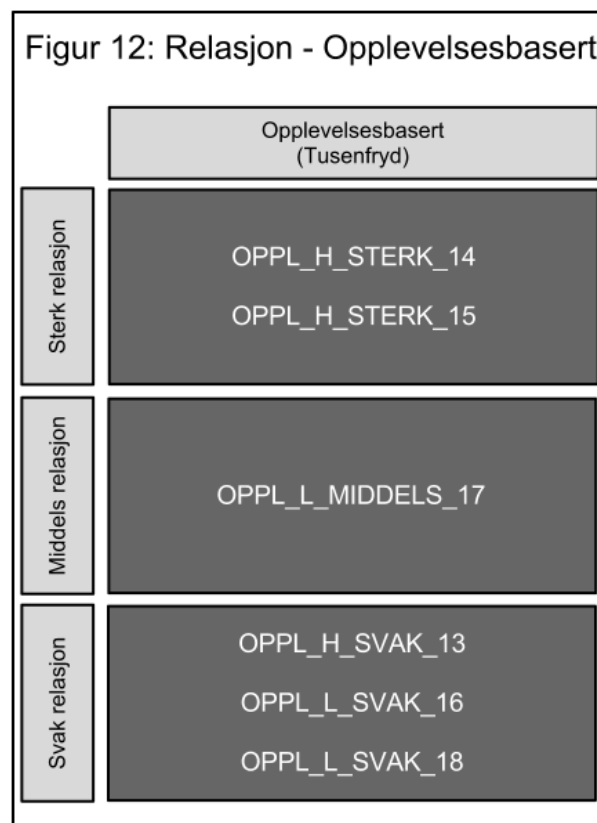 Figur 12: Relasjon - Opplevelsesbasert
Opplevelsesbasert
(Tusenfryd)
Sterk relasjon
OPPL_H_STERK_14
OPPL_H_STERK_15
Middels relasjon
OPPL_L_MIDDELS_17
Svak relasjon
OPPL_H_SVAK_13
OPPL_L_SVAK_16
OPPL_L_SVAK_18